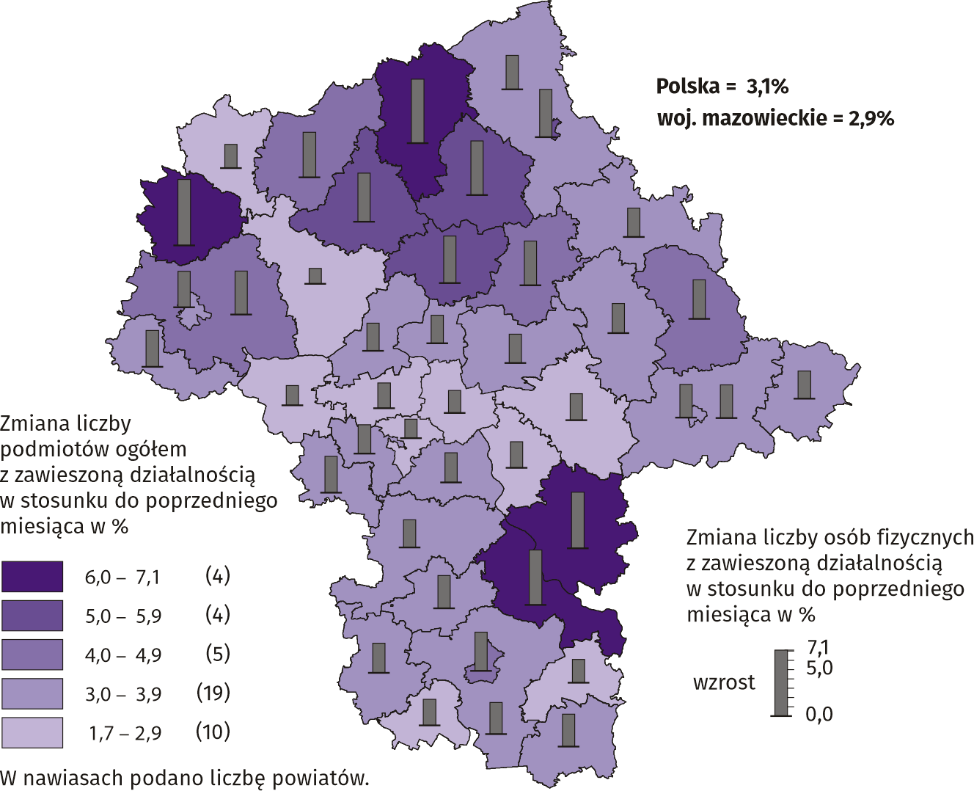 Polska = 3,1%
woj. mazowieckie = 2,9%
Zmiana liczby
podmiotów ogółem
z zawieszoną działalnością
w stosunku do poprzedniego
miesiąca w %
6,0 – 7,1 (4)
5,0 – 5,9 (4)
4,0 – 4,9 (5)
3,0 – 3,9 (19)
1,7 – 2,9 (10)
W nawiasach podano liczbę powiatów.
Zmiana liczby osób fizycznych
z zawieszoną działalnością
w stosunku do poprzedniego
miesiąca w %
7,1
5,0
wzrost
0,0